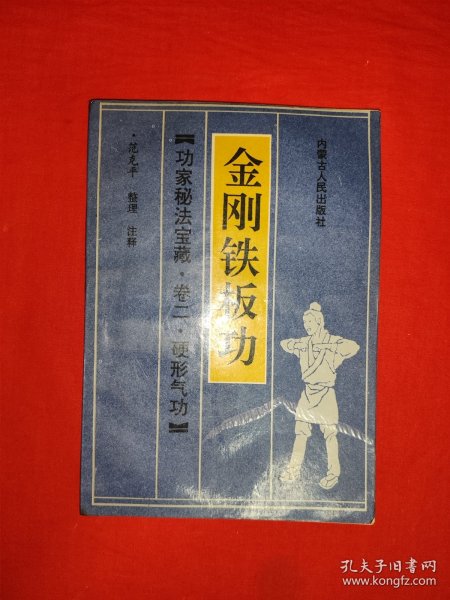 内蒙古人民出版社
金刚铁板功
【功家秘法宝藏·卷二·硬形气功】
·范克平 整理 注释
孔夫子旧书网
www.kongfz.com